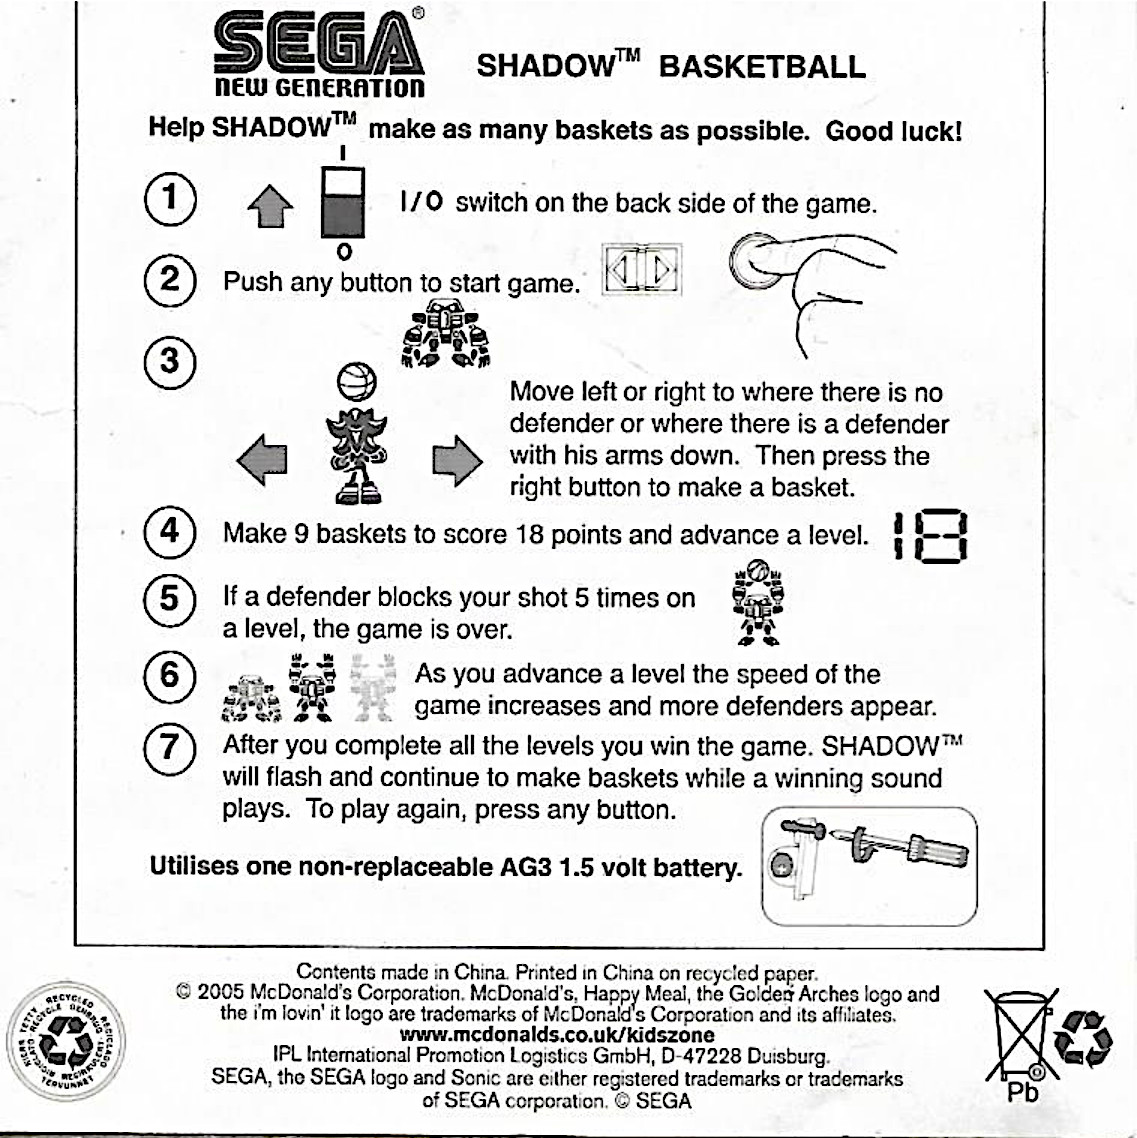 SEGA®
NEW GENERATION
SHADOW™ BASKETBALL
Help SHADOW™ make as many baskets as possible. Good luck!
1
I
I/O switch on the back side of the game.
O
2 Push any button to start game.
3
Move left or right to where there is no
defender or where there is a defender
with his arms down. Then press the
right button to make a basket.
4 Make 9 baskets to score 18 points and advance a level. 18
5 If a defender blocks your shot 5 times on
a level, the game is over.
6 As you advance a level the speed of the
game increases and more defenders appear.
7 After you complete all the levels you win the game. SHADOW™
will flash and continue to make baskets while a winning sound
plays. To play again, press any button.
Utilises one non-replaceable AG3 1.5 volt battery.
Contents made in China. Printed in China on recycled paper.
© 2005 McDonald's Corporation. McDonald's, Happy Meal, the Golden Arches logo and
the i'm lovin' it logo are trademarks of McDonald's Corporation and its affiliates.
www.mcdonalds.co.uk/kidszone
IPL International Promotion Logistics GmbH, D-47228 Duisburg.
SEGA, the SEGA logo and Sonic are either registered trademarks or trademarks
of SEGA corporation. © SEGA
RECYCLED
Pb